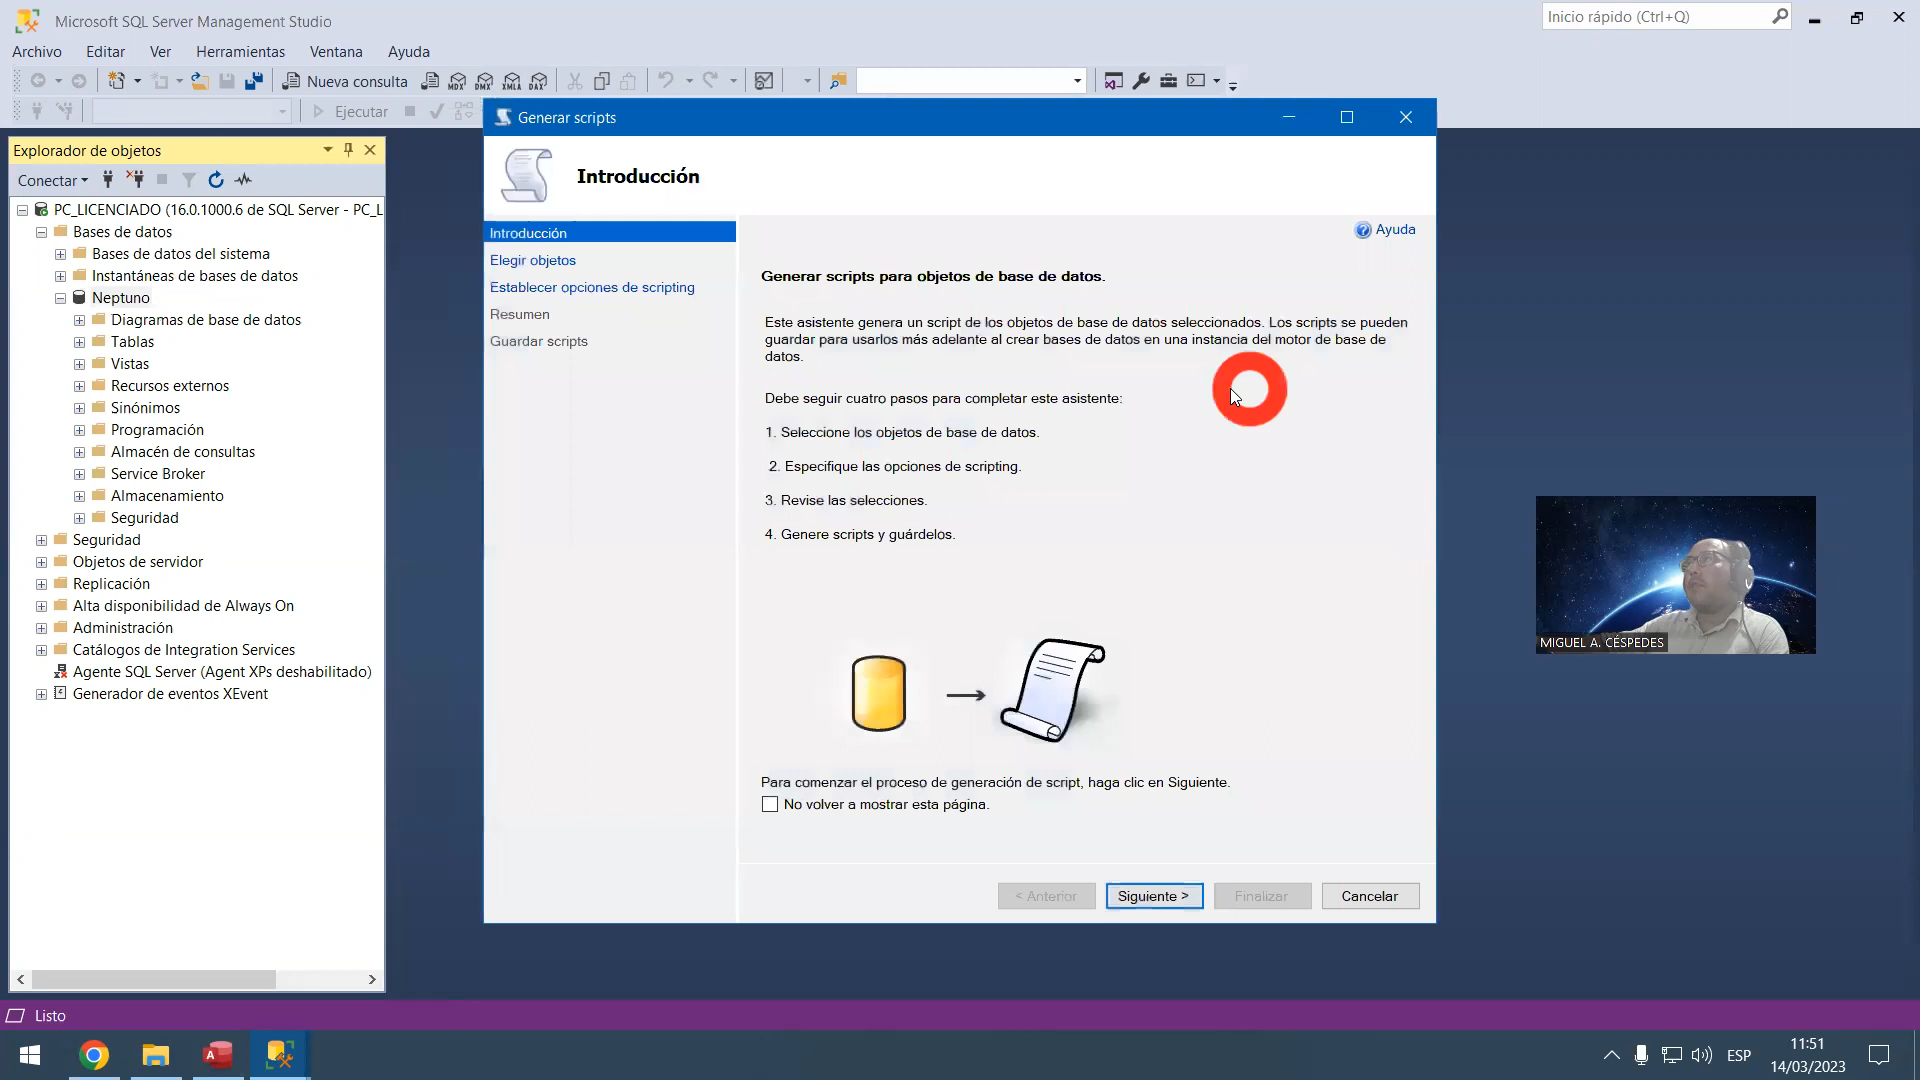 Microsoft SQL Server Management Studio
Inicio rápido (Ctrl+Q)
Archivo Editar Ver Herramientas Ventana Ayuda
Nueva consulta MDX DMX XMLA DAX
Ejecutar
Generar scripts
Explorador de objetos
Conectar
PC_LICENCIADO (16.0.1000.6 de SQL Server - PC_L
Bases de datos
Bases de datos del sistema
Instantáneas de bases de datos
Neptuno
Diagramas de base de datos
Tablas
Vistas
Recursos externos
Sinónimos
Programación
Almacén de consultas
Service Broker
Almacenamiento
Seguridad
Seguridad
Objetos de servidor
Replicación
Alta disponibilidad de Always On
Administración
Catálogos de Integration Services
Agente SQL Server (Agent XPs deshabilitado)
Generador de eventos XEvent
Introducción
Introducción
Elegir objetos
Establecer opciones de scripting
Resumen
Guardar scripts
Ayuda
Generar scripts para objetos de base de datos.
Este asistente genera un script de los objetos de base de datos seleccionados. Los scripts se pueden
guardar para usarlos más adelante al crear bases de datos en una instancia del motor de base de
datos.
Debe seguir cuatro pasos para completar este asistente:
1. Seleccione los objetos de base de datos.
2. Especifique las opciones de scripting.
3. Revise las selecciones.
4. Genere scripts y guárdelos.
Para comenzar el proceso de generación de script, haga clic en Siguiente.
No volver a mostrar esta página.
< Anterior Siguiente > Finalizar Cancelar
MIGUEL A. CÉSPEDES
Listo
ESP
11:51
14/03/2023